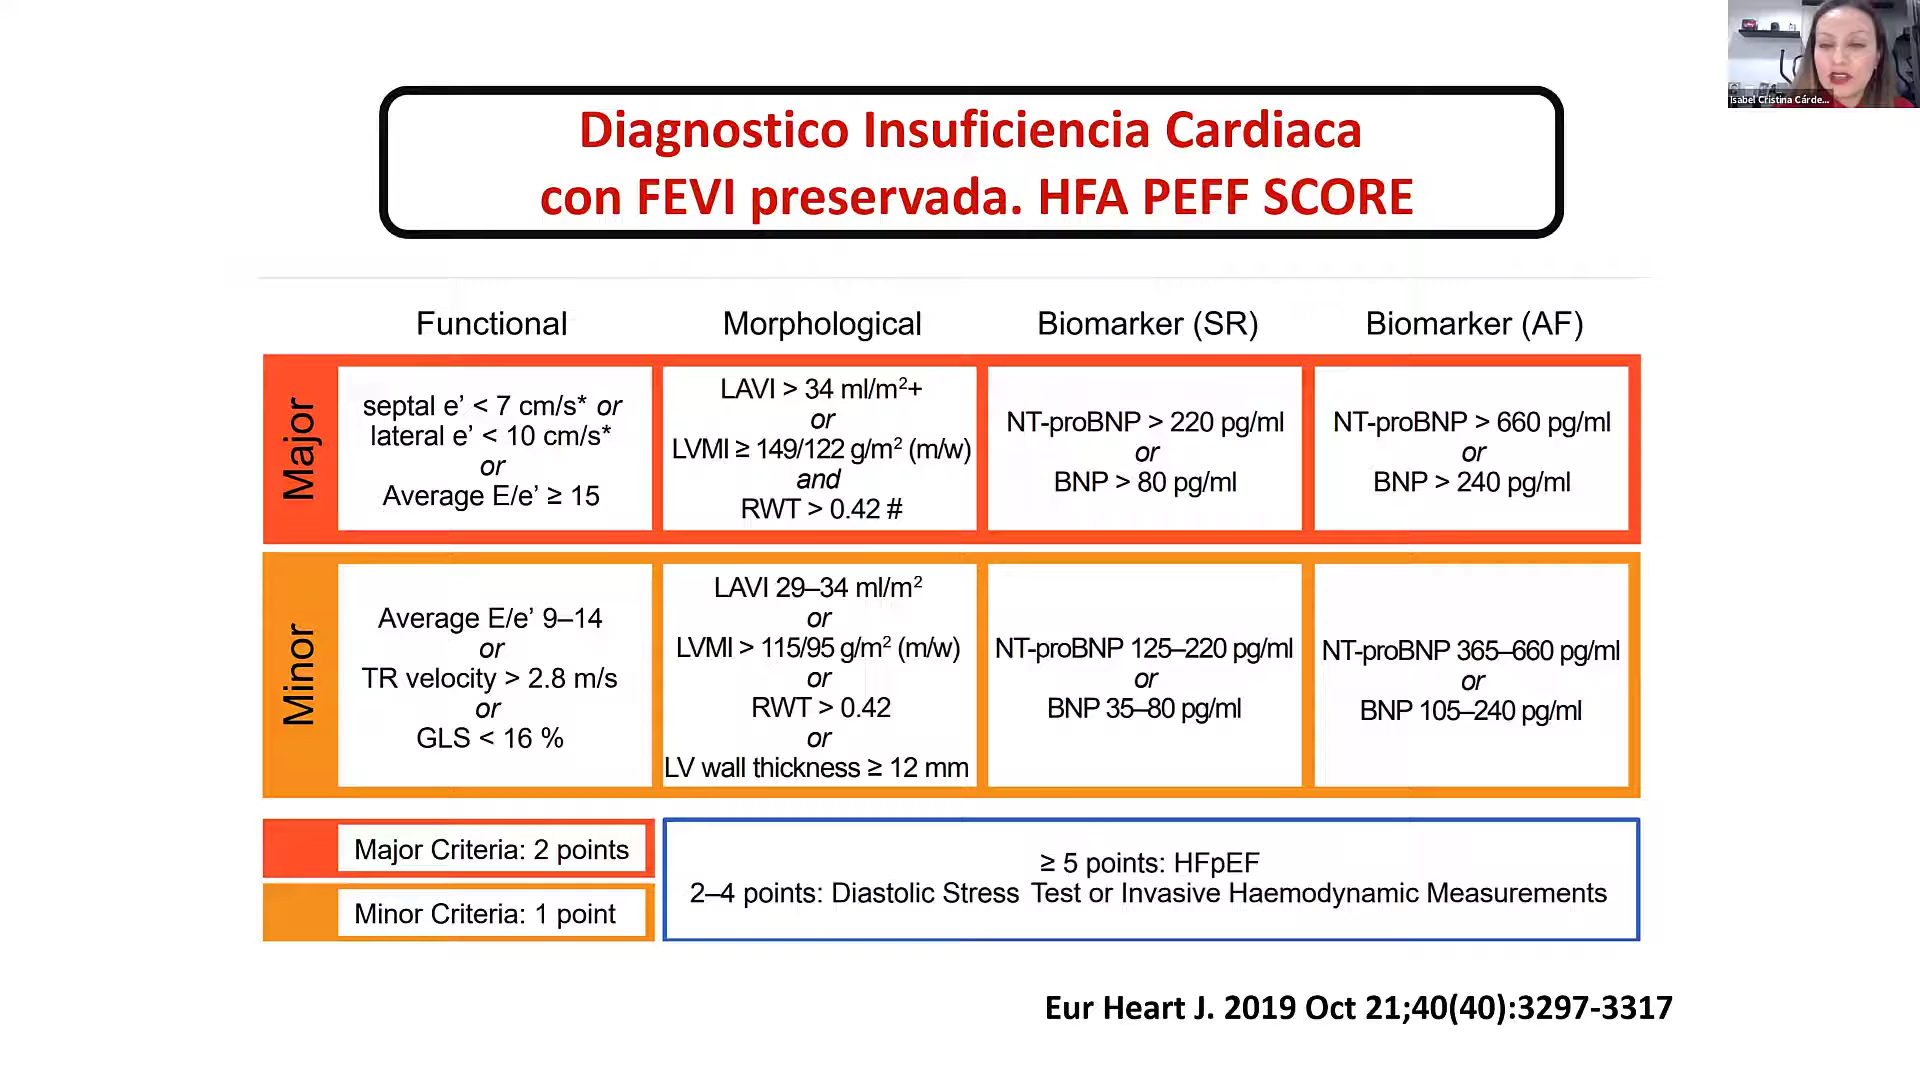 Isabel Cristina Cárde...
Diagnostico Insuficiencia Cardiaca
con FEVI preservada. HFA PEFF SCORE
Functional
Morphological
Biomarker (SR)
Biomarker (AF)
Major
septal e’ < 7 cm/s* or
lateral e’ < 10 cm/s*
or
Average E/e’ ≥ 15
LAVI > 34 ml/m²+
or
LVMI ≥ 149/122 g/m² (m/w)
and
RWT > 0.42 #
NT-proBNP > 220 pg/ml
or
BNP > 80 pg/ml
NT-proBNP > 660 pg/ml
or
BNP > 240 pg/ml
Minor
Average E/e’ 9–14
or
TR velocity > 2.8 m/s
or
GLS < 16 %
LAVI 29–34 ml/m²
or
LVMI > 115/95 g/m² (m/w)
or
RWT > 0.42
or
LV wall thickness ≥ 12 mm
NT-proBNP 125–220 pg/ml
or
BNP 35–80 pg/ml
NT-proBNP 365–660 pg/ml
or
BNP 105–240 pg/ml
Major Criteria: 2 points
Minor Criteria: 1 point
≥ 5 points: HFpEF
2–4 points: Diastolic Stress Test or Invasive Haemodynamic Measurements
Eur Heart J. 2019 Oct 21;40(40):3297-3317